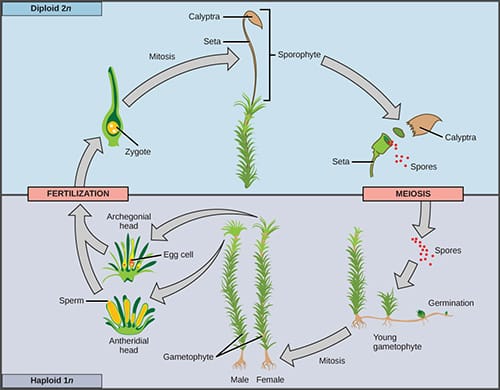 Diploid 2n
Calyptra
Seta
Sporophyte
Mitosis
Zygote
Calyptra
Seta
Spores
FERTILIZATION
MEIOSIS
Archegonial
head
Egg cell
Sperm
Antheridial
head
Spores
Germination
Young
gametophyte
Gametophyte
Mitosis
Male
Female
Haploid 1n